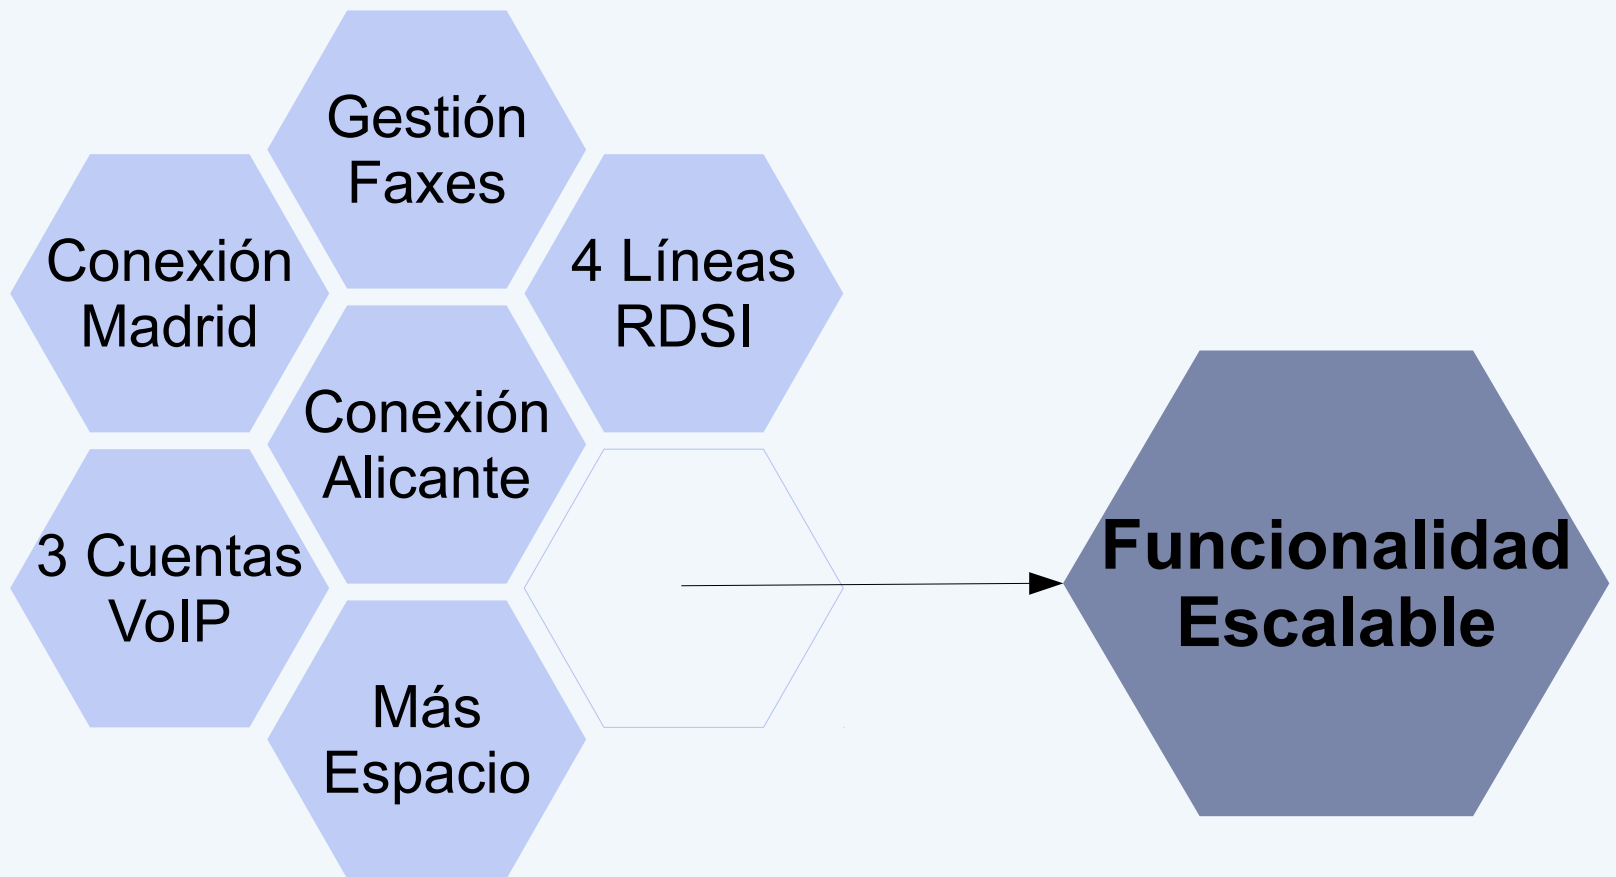 Gestión
Faxes
Conexión
Madrid
4 Líneas
RDSI
Conexión
Alicante
3 Cuentas
VoIP
Más
Espacio
Funcionalidad
Escalable